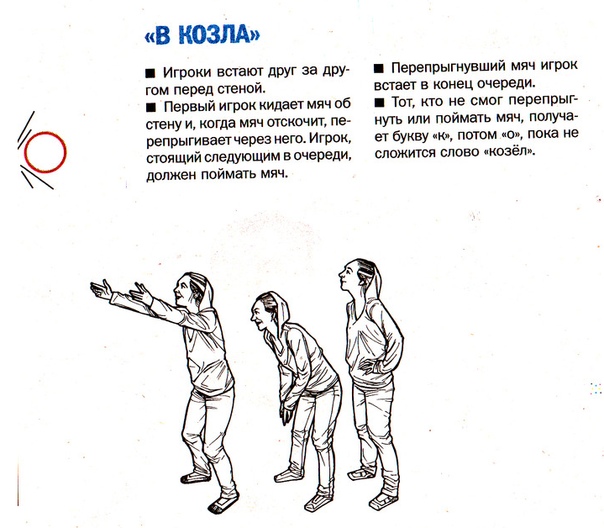 «В КОЗЛА»
■ Игроки встают друг за дру-
гом перед стеной.
■ Первый игрок кидает мяч об
стену и, когда мяч отскочит, пе-
репрыгивает через него. Игрок,
стоящий следующим в очереди,
должен поймать мяч.
■ Перепрыгнувший мяч игрок
встает в конец очереди.
■ Тот, кто не смог перепрыг-
нуть или поймать мяч, получа-
ет букву «к», потом «о», пока не
сложится слово «козёл».